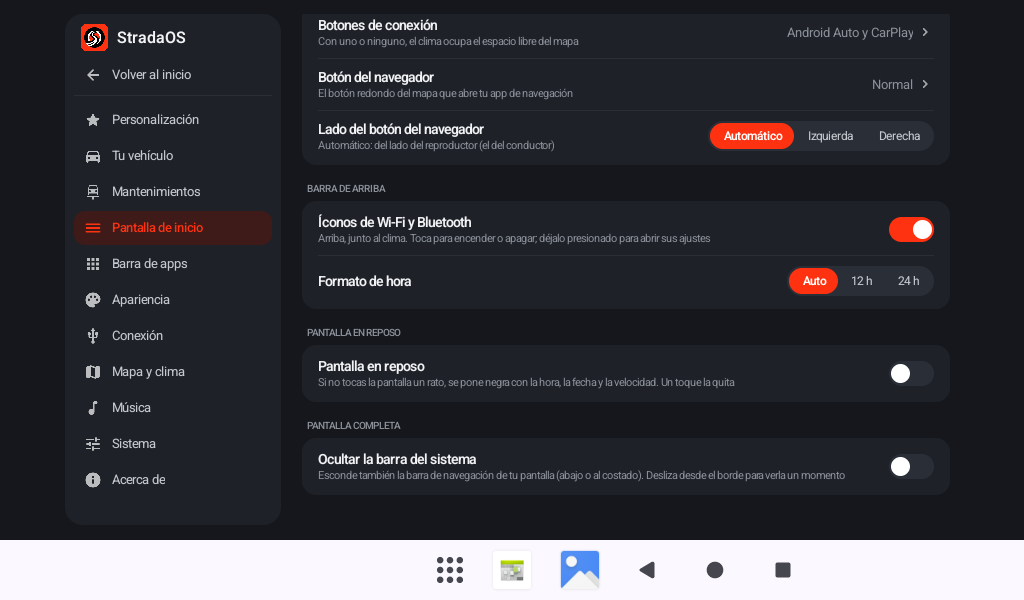 StradaOS
Volver al inicio
Personalización
Tu vehículo
Mantenimientos
Pantalla de inicio
Barra de apps
Apariencia
Conexión
Mapa y clima
Música
Sistema
Acerca de
Botones de conexión
Con uno o ninguno, el clima ocupa el espacio libre del mapa
Android Auto y CarPlay
Botón del navegador
El botón redondo del mapa que abre tu app de navegación
Normal
Lado del botón del navegador
Automático: del lado del reproductor (el del conductor)
Automático Izquierda Derecha
BARRA DE ARRIBA
Íconos de Wi-Fi y Bluetooth
Arriba, junto al clima. Toca para encender o apagar; déjalo presionado para abrir sus ajustes
Formato de hora
Auto 12 h 24 h
PANTALLA EN REPOSO
Pantalla en reposo
Si no tocas la pantalla un rato, se pone negra con la hora, la fecha y la velocidad. Un toque la quita
PANTALLA COMPLETA
Ocultar la barra del sistema
Esconde también la barra de navegación de tu pantalla (abajo o al costado). Desliza desde el borde para verla un momento